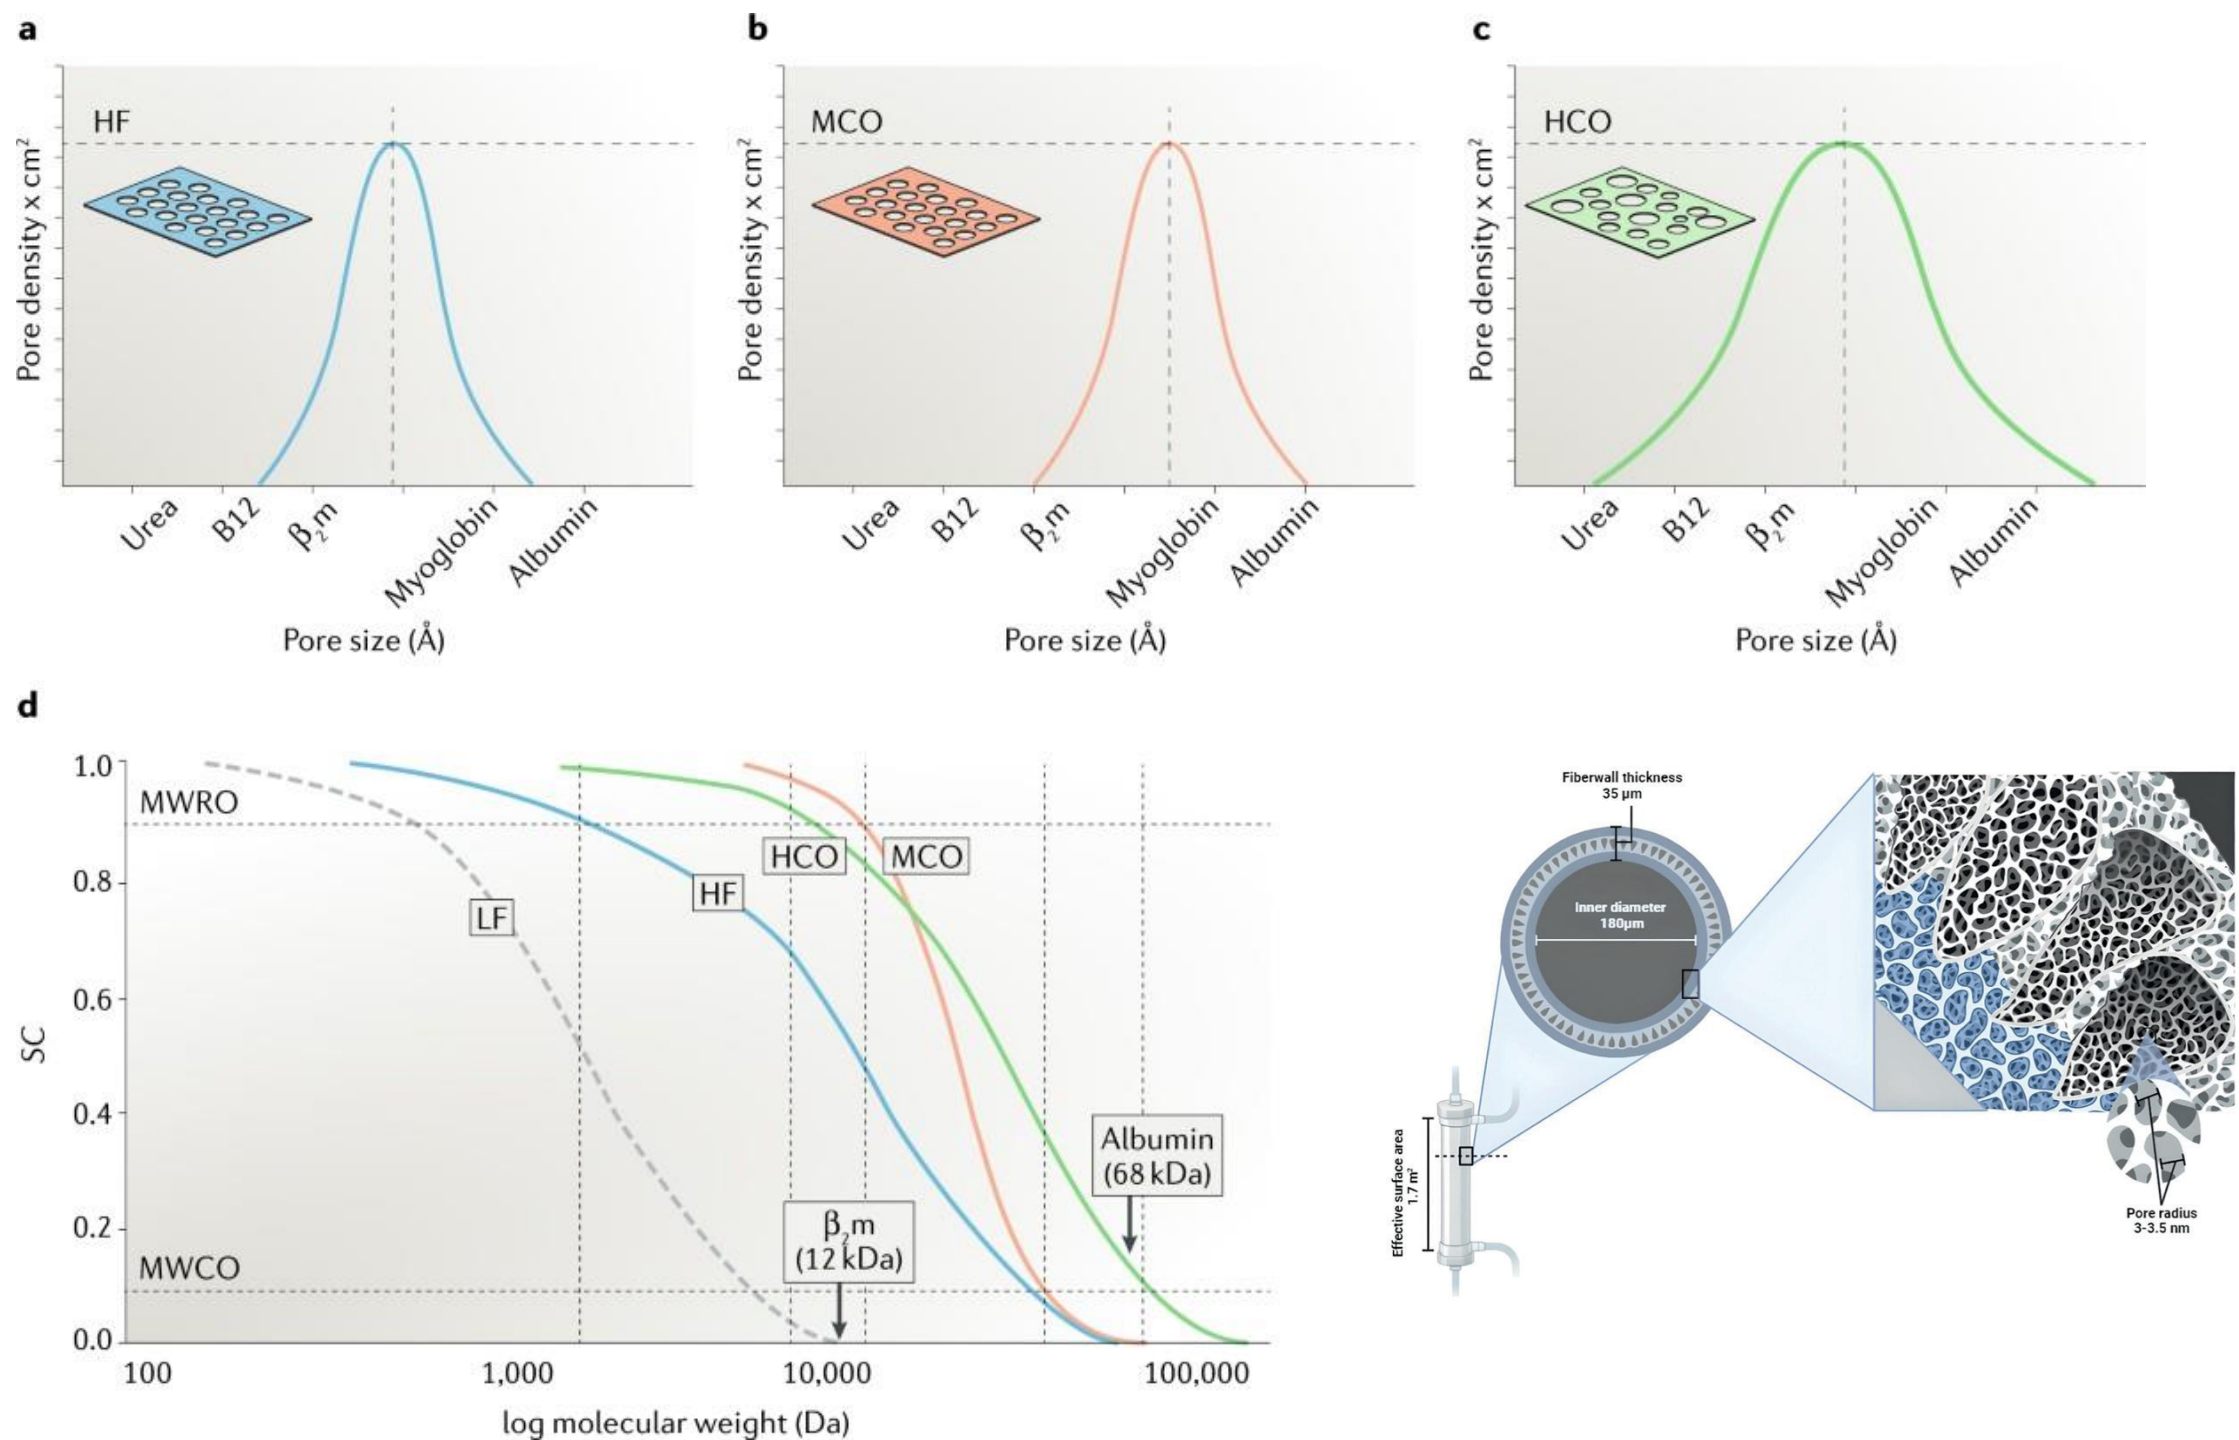 a
HF
Pore density x cm²
Urea
B12
β₂m
Myoglobin
Albumin
Pore size (Å)
b
MCO
Pore density x cm²
Urea
B12
β₂m
Myoglobin
Albumin
Pore size (Å)
c
HCO
Pore density x cm²
Urea
B12
β₂m
Myoglobin
Albumin
Pore size (Å)
d
1.0
0.8
0.6
0.4
0.2
0.0
SC
MWRO
MWCO
LF
HF
HCO
MCO
β₂m
(12 kDa)
Albumin
(68 kDa)
100
1,000
10,000
100,000
log molecular weight (Da)
Fiberwall thickness
35 µm
Inner diameter
180µm
Effective surface area
1.7 m²
Pore radius
3-3.5 nm